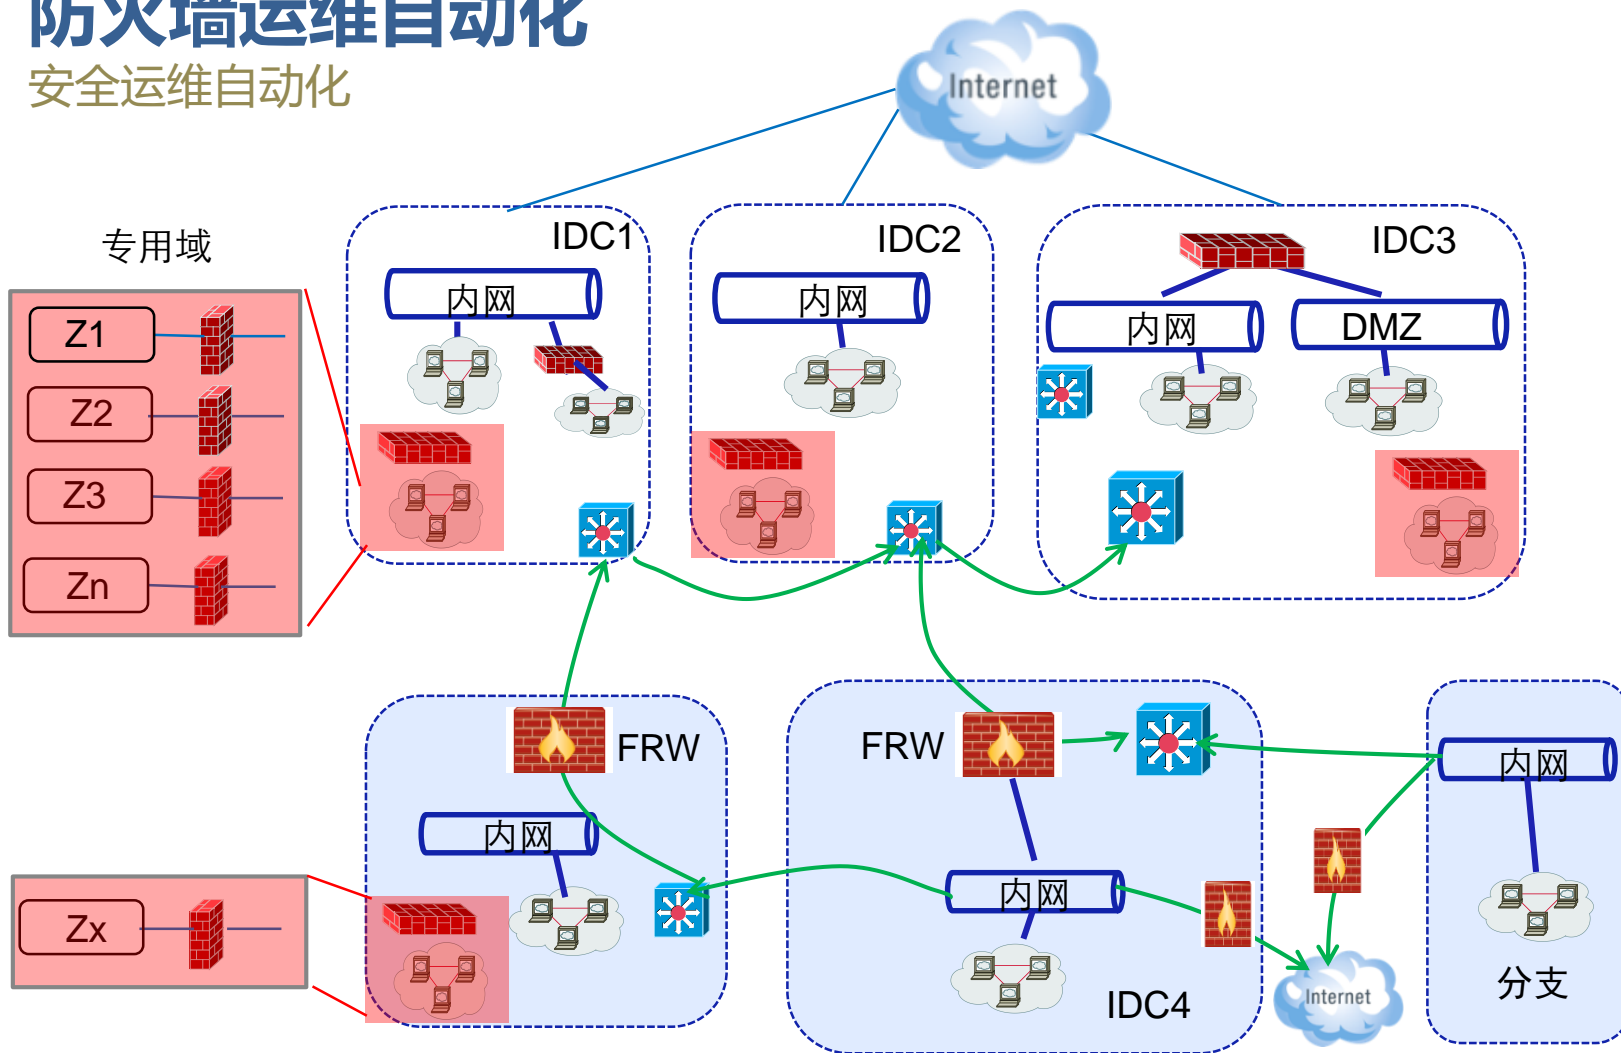 防火墙运维自动化
安全运维自动化
Internet
专用域
IDC1
IDC2
IDC3
内网
内网
内网
DMZ
Z1
Z2
Z3
Zn
FRW
FRW
内网
内网
内网
Zx
IDC4
Internet
分支